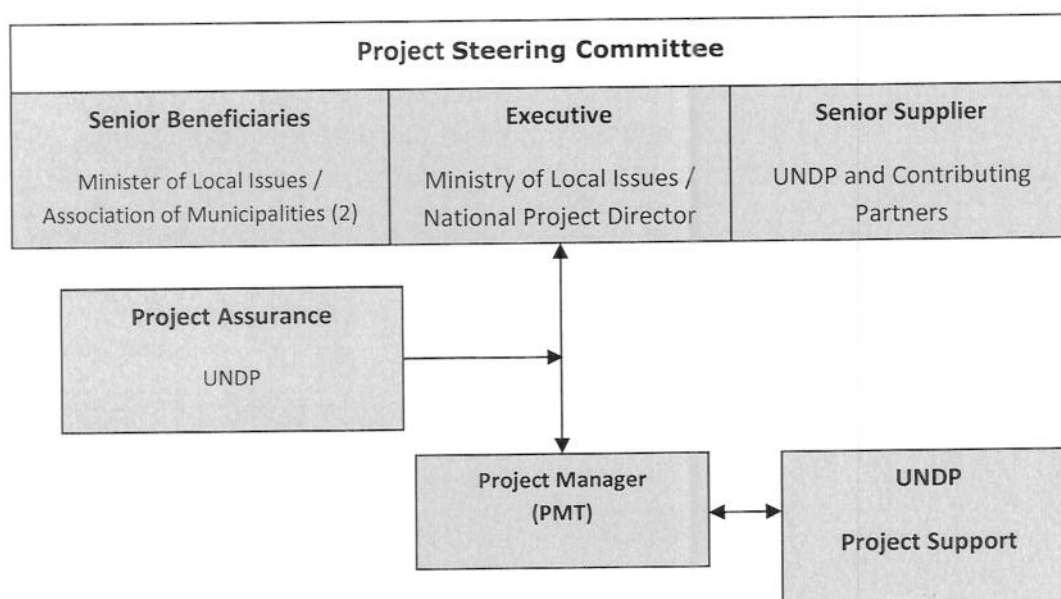 Project Steering Committee
Senior Beneficiaries
Minister of Local Issues /
Association of Municipalities (2)
Executive
Ministry of Local Issues /
National Project Director
Senior Supplier
UNDP and Contributing
Partners
Project Assurance
UNDP
Project Manager
(PMT)
UNDP
Project Support